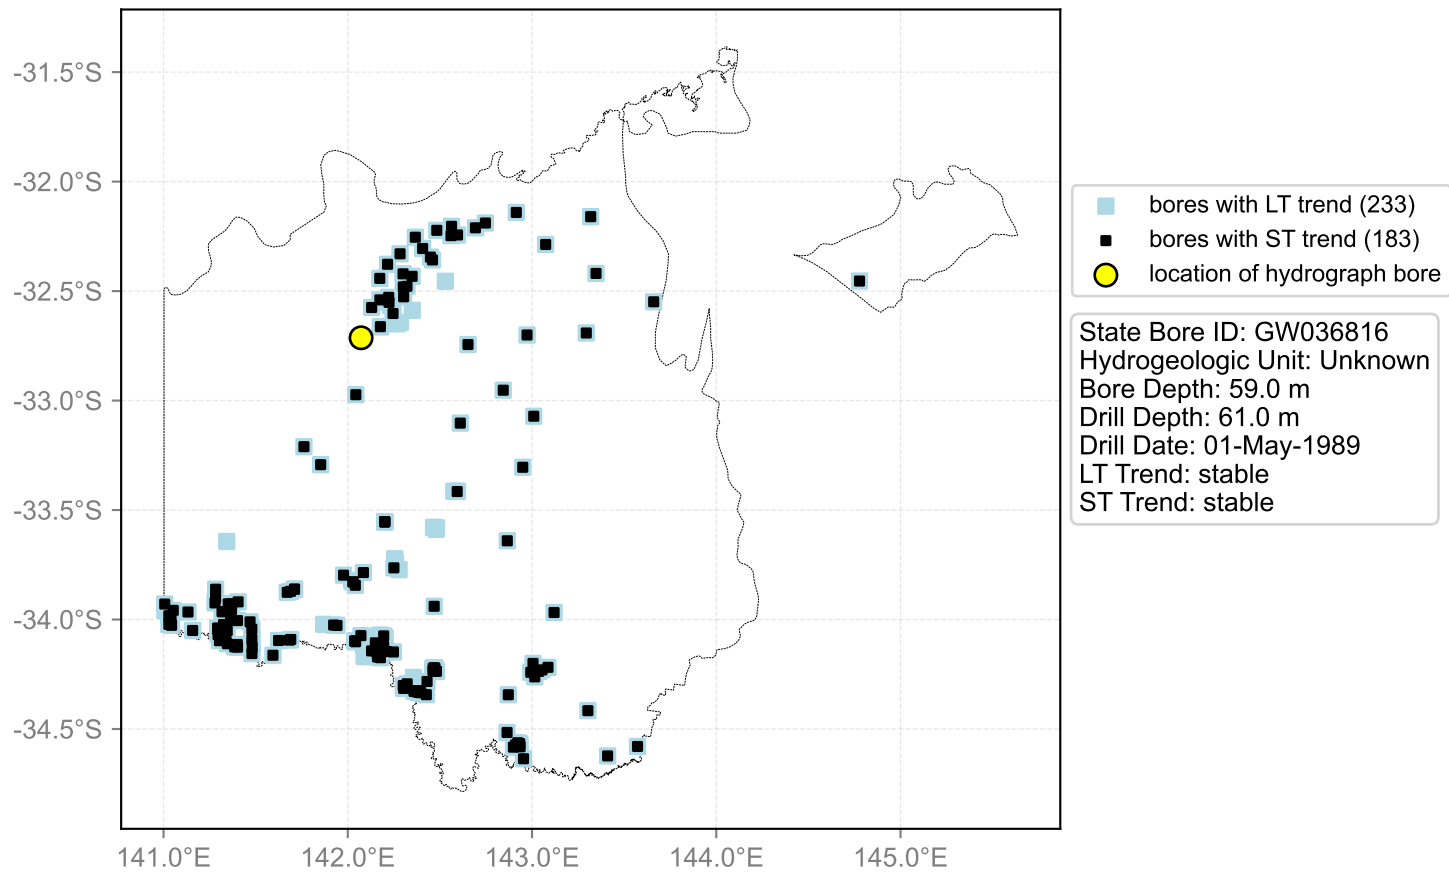 -31.5°S
-32.0°S
-32.5°S
-33.0°S
-33.5°S
-34.0°S
-34.5°S
141.0°E
142.0°E
143.0°E
144.0°E
145.0°E
bores with LT trend (233)
bores with ST trend (183)
location of hydrograph bore
State Bore ID: GW036816
Hydrogeologic Unit: Unknown
Bore Depth: 59.0 m
Drill Depth: 61.0 m
Drill Date: 01-May-1989
LT Trend: stable
ST Trend: stable